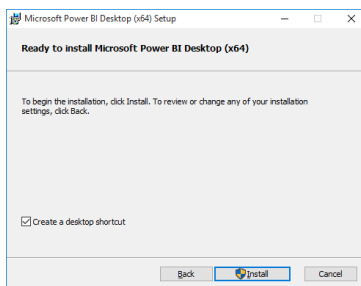 Microsoft Power BI Desktop (x64) Setup
Ready to install Microsoft Power BI Desktop (x64)
To begin the installation, click Install. To review or change any of your installation
settings, click Back.
Create a desktop shortcut
Back Install Cancel